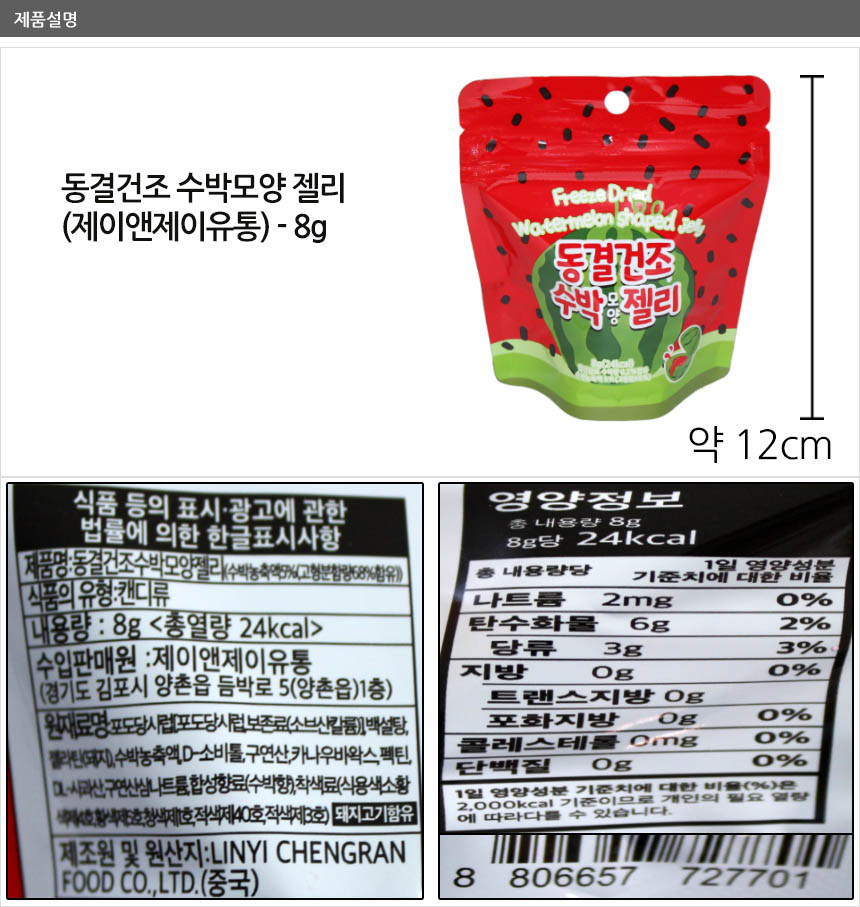 제품설명
동결건조 수박모양 젤리
(제이앤제이유통) - 8g
Freeze Dried
Watermelon shaped Jelly
동결건조
수박모양젤리
8g(24kcal)
약 12cm
식품 등의 표시·광고에 관한
법률에 의한 한글표시사항
제품명:동결건조수박모양젤리(수박농축액5%,고형분함량68%함유))
식품의 유형:캔디류
내용량 : 8g <총열량 24kcal>
수입판매원 :제이앤제이유통
(경기도 김포시 양촌읍 듬박로 5(양촌읍)1층)
원재료명:포도당시럽[포도당시럽,보존료(소브산칼륨)],백설탕,
젤라틴(돼지),수박농축액,D-소비톨,구연산,카나우바왁스,펙틴,
DL-사과산,구연산삼나트륨,합성향료(수박향),착색료(식용색소황
색제4호,황색제5호,청색제1호,적색제40호,적색제3호) 돼지고기함유
제조원 및 원산지:LINYI CHENGRAN
FOOD CO.,LTD.(중국)
영양정보
총 내용량 8g
8g당 24kcal
총 내용량당 1일 영양성분
기준치에 대한 비율
나트륨 2mg 0%
탄수화물 6g 2%
당류 3g 3%
지방 0g 0%
트랜스지방 0g
포화지방 0g 0%
콜레스테롤 0mg 0%
단백질 0g 0%
1일 영양성분 기준치에 대한 비율(%)은
2,000kcal 기준이므로 개인의 필요 열량
에 따라 다를 수 있습니다.
8 806657 727701